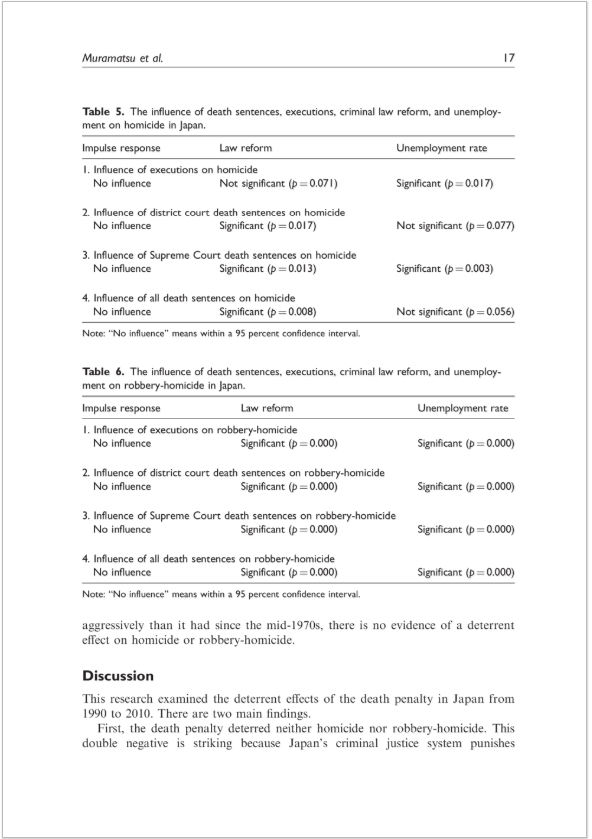 Muramatsu et al. 17
Table 5. The influence of death sentences, executions, criminal law reform, and unemploy-
ment on homicide in Japan.
Impulse response Law reform Unemployment rate
1. Influence of executions on homicide
No influence Not significant (p = 0.071) Significant (p = 0.017)
2. Influence of district court death sentences on homicide
No influence Significant (p = 0.017) Not significant (p = 0.077)
3. Influence of Supreme Court death sentences on homicide
No influence Significant (p = 0.013) Significant (p = 0.003)
4. Influence of all death sentences on homicide
No influence Significant (p = 0.008) Not significant (p = 0.056)
Note: “No influence” means within a 95 percent confidence interval.
Table 6. The influence of death sentences, executions, criminal law reform, and unemploy-
ment on robbery-homicide in Japan.
Impulse response Law reform Unemployment rate
1. Influence of executions on robbery-homicide
No influence Significant (p = 0.000) Significant (p = 0.000)
2. Influence of district court death sentences on robbery-homicide
No influence Significant (p = 0.000) Significant (p = 0.000)
3. Influence of Supreme Court death sentences on robbery-homicide
No influence Significant (p = 0.000) Significant (p = 0.000)
4. Influence of all death sentences on robbery-homicide
No influence Significant (p = 0.000) Significant (p = 0.000)
Note: “No influence” means within a 95 percent confidence interval.
aggressively than it had since the mid-1970s, there is no evidence of a deterrent
effect on homicide or robbery-homicide.
Discussion
This research examined the deterrent effects of the death penalty in Japan from
1990 to 2010. There are two main findings.
First, the death penalty deterred neither homicide nor robbery-homicide. This
double negative is striking because Japan’s criminal justice system punishes